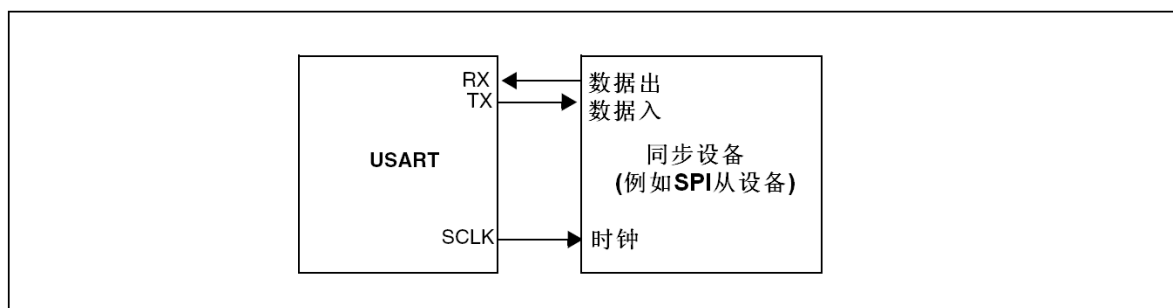 RX
TX
USART
SCLK
数据出
数据入
同步设备
(例如SPI从设备)
时钟